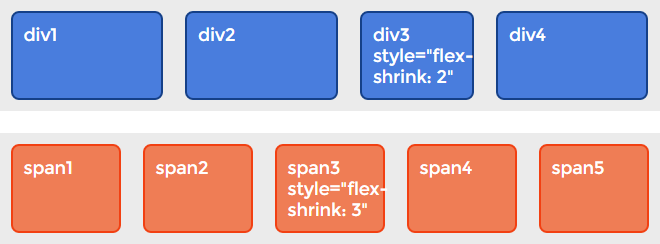 div1
div2
div3
style="flex-
shrink: 2"
div4
span1
span2
span3
style="flex-
shrink: 3"
span4
span5